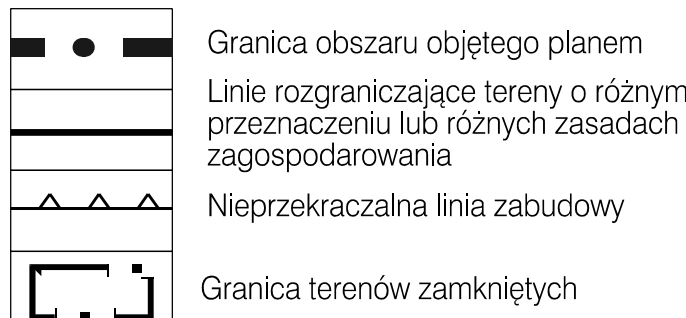 Granica obszaru objętego planem
Linie rozgraniczające tereny o różnym
przeznaczeniu lub różnych zasadach
zagospodarowania
Nieprzekraczalna linia zabudowy
Granica terenów zamkniętych